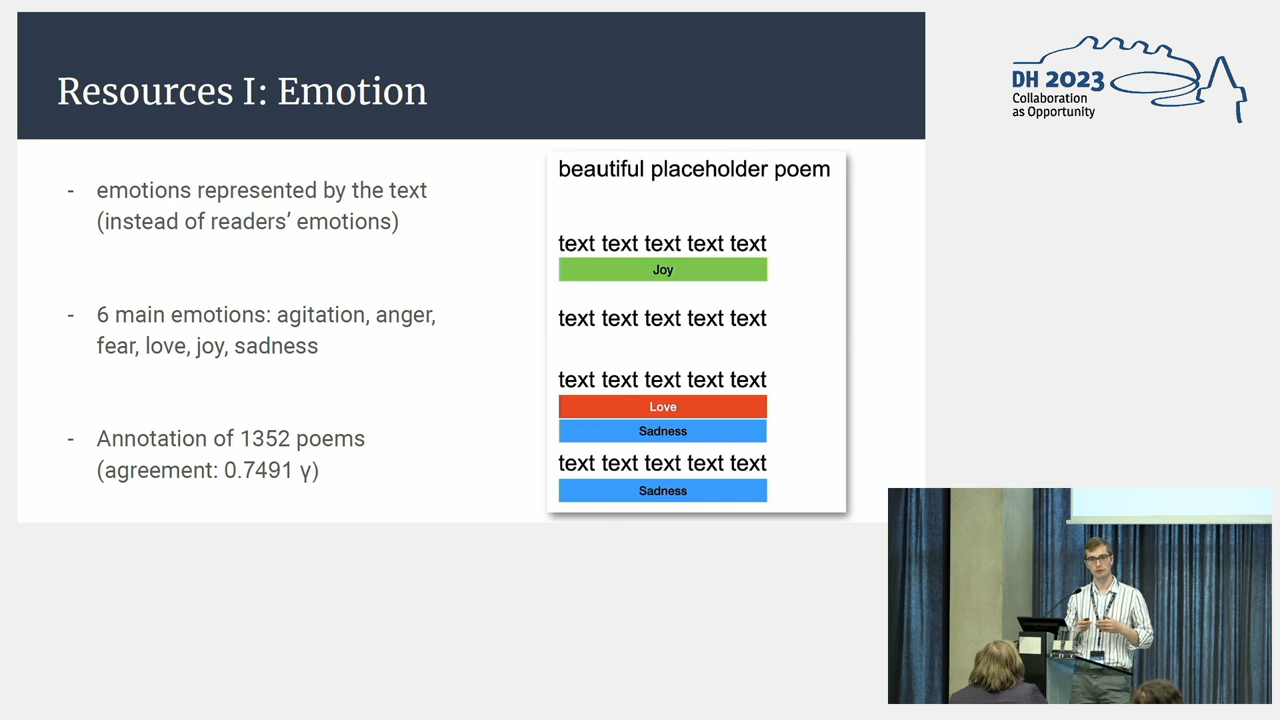 Resources I: Emotion
- emotions represented by the text
(instead of readers’ emotions)
- 6 main emotions: agitation, anger,
fear, love, joy, sadness
- Annotation of 1352 poems
(agreement: 0.7491 γ)
beautiful placeholder poem
text text text text text
Joy
text text text text text
text text text text text
Love
Sadness
text text text text text
Sadness
DH 2023
Collaboration
as Opportunity